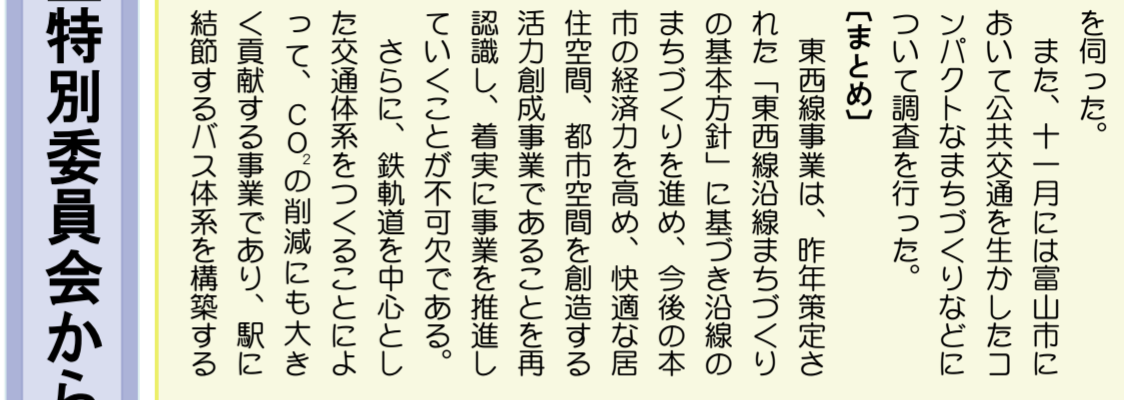 を伺った。
また、十一月には富山市に
おいて公共交通を生かしたコ
ンパクトなまちづくりなどに
ついて調査を行った。
【まとめ】
東西線事業は、昨年策定さ
れた「東西線沿線まちづくり
の基本方針」に基づき沿線の
まちづくりを進め、今後の本
市の経済力を高め、快適な居
住空間、都市空間を創造する
活力創成事業であることを再
認識し、着実に事業を推進し
ていくことが不可欠である。
さらに、鉄軌道を中心とし
た交通体系をつくることによ
って、CO₂の削減にも大き
く貢献する事業であり、駅に
結節するバス体系を構築する
特別委員会から